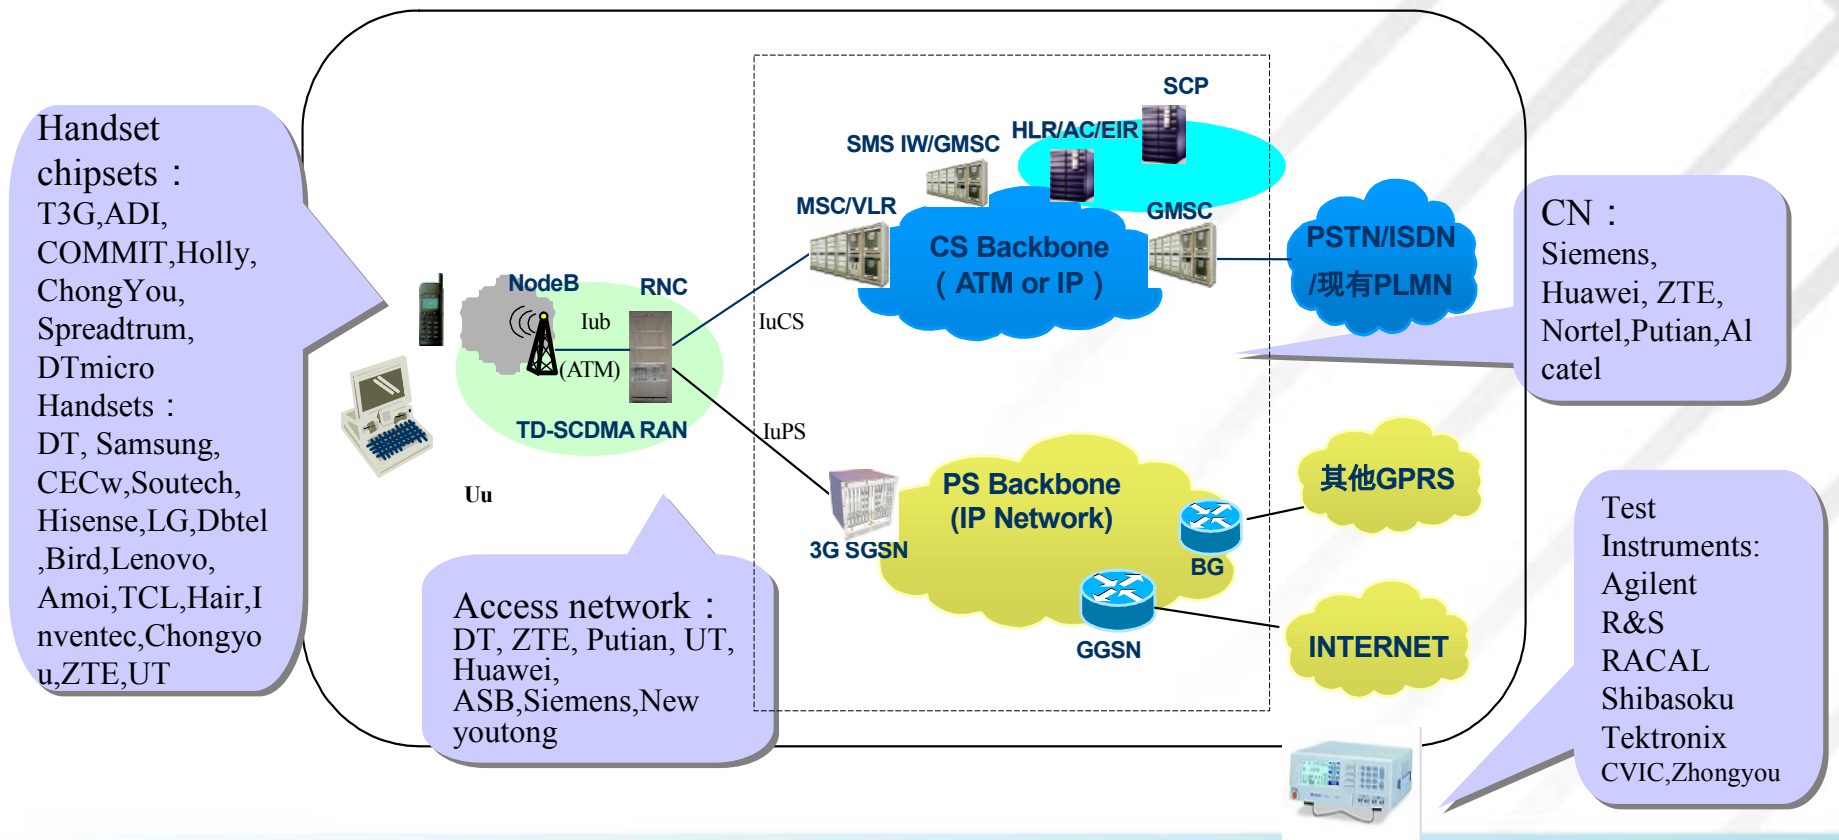 Handset
chipsets：
T3G,ADI,
COMMIT,Holly,
ChongYou,
Spreadtrum,
DTmicro
Handsets：
DT, Samsung,
CECw,Soutech,
Hisense,LG,Dbtel
,Bird,Lenovo,
Amoi,TCL,Hair,I
nventec,Chongyo
u,ZTE,UT
Uu
NodeB
RNC
Iub
(ATM)
TD-SCDMA RAN
Access network：
DT, ZTE, Putian, UT,
Huawei,
ASB,Siemens,New
youtong
IuCS
IuPS
SCP
HLR/AC/EIR
SMS IW/GMSC
MSC/VLR
GMSC
CS Backbone
（ ATM or IP ）
PSTN/ISDN
/现有PLMN
PS Backbone
(IP Network)
3G SGSN
BG
GGSN
其他GPRS
INTERNET
CN：
Siemens,
Huawei, ZTE,
Nortel,Putian,Al
catel
Test
Instruments:
Agilent
R&S
RACAL
Shibasoku
Tektronix
CVIC,Zhongyou